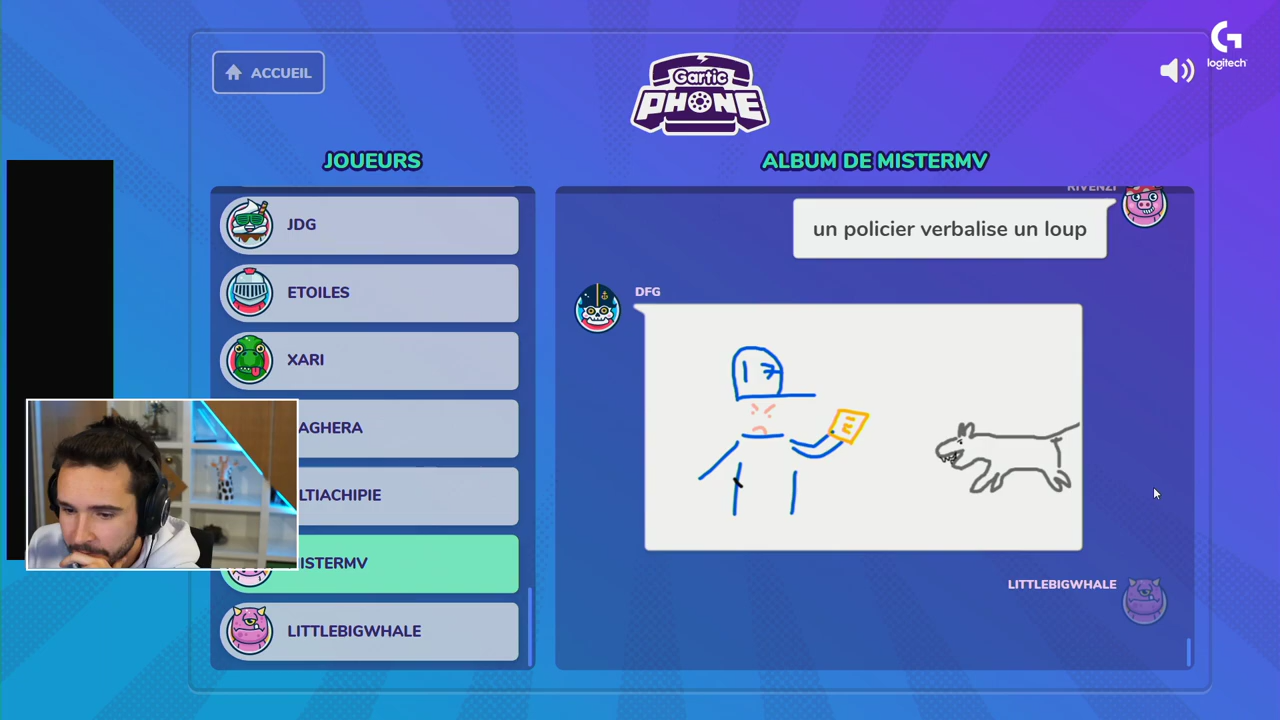 logitech
ACCUEIL
Gartic
PHONE
JOUEURS
JDG
ETOILES
XARI
AGHERA
LTIACHIPIE
ISTERMV
LITTLEBIGWHALE
ALBUM DE MISTERMV
RIVENZI
un policier verbalise un loup
DFG
17
LITTLEBIGWHALE